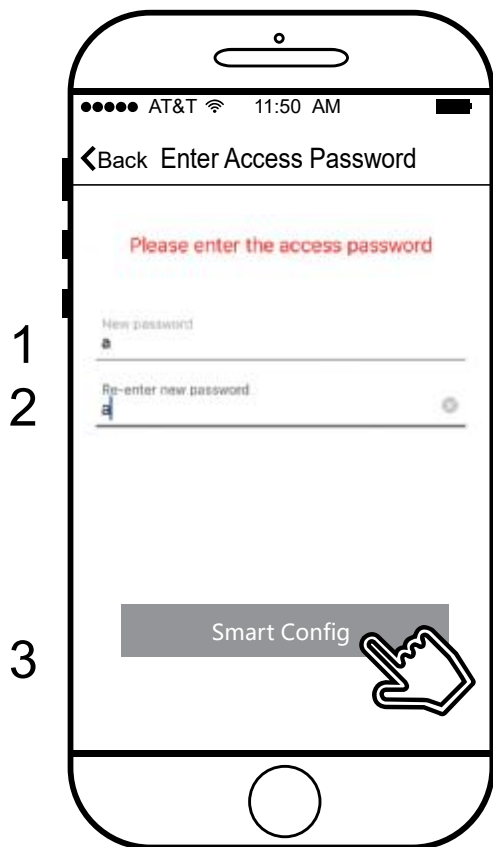 AT&T 11:50 AM
Back Enter Access Password
Please enter the access password
New password
1
a
2
Re-enter new password
a
3
Smart Config